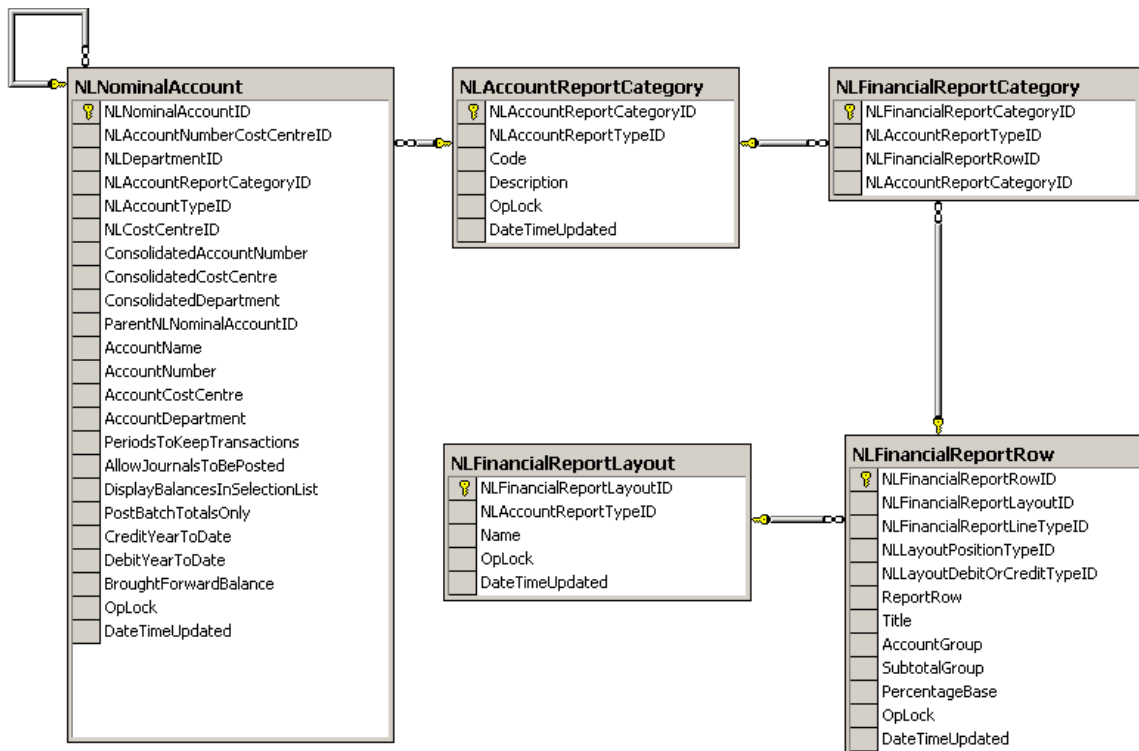 NLNominalAccount
NLNominalAccountID
NLAccountNumberCostCentreID
NLDepartmentID
NLAccountReportCategoryID
NLAccountTypeID
NLCostCentreID
ConsolidatedAccountNumber
ConsolidatedCostCentre
ConsolidatedDepartment
ParentNLNominalAccountID
AccountName
AccountNumber
AccountCostCentre
AccountDepartment
PeriodsToKeepTransactions
AllowJournalsToBePosted
DisplayBalancesInSelectionList
PostBatchTotalsOnly
CreditYearToDate
DebitYearToDate
BroughtForwardBalance
OpLock
DateTimeUpdated
NLAccountReportCategory
NLAccountReportCategoryID
NLAccountReportTypeID
Code
Description
OpLock
DateTimeUpdated
NLFinancialReportCategory
NLFinancialReportCategoryID
NLAccountReportTypeID
NLFinancialReportRowID
NLAccountReportCategoryID
NLFinancialReportLayout
NLFinancialReportLayoutID
NLAccountReportTypeID
Name
OpLock
DateTimeUpdated
NLFinancialReportRow
NLFinancialReportRowID
NLFinancialReportLayoutID
NLFinancialReportLineTypeID
NLLayoutPositionTypeID
NLLayoutDebitOrCreditTypeID
ReportRow
Title
AccountGroup
SubtotalGroup
PercentageBase
OpLock
DateTimeUpdated